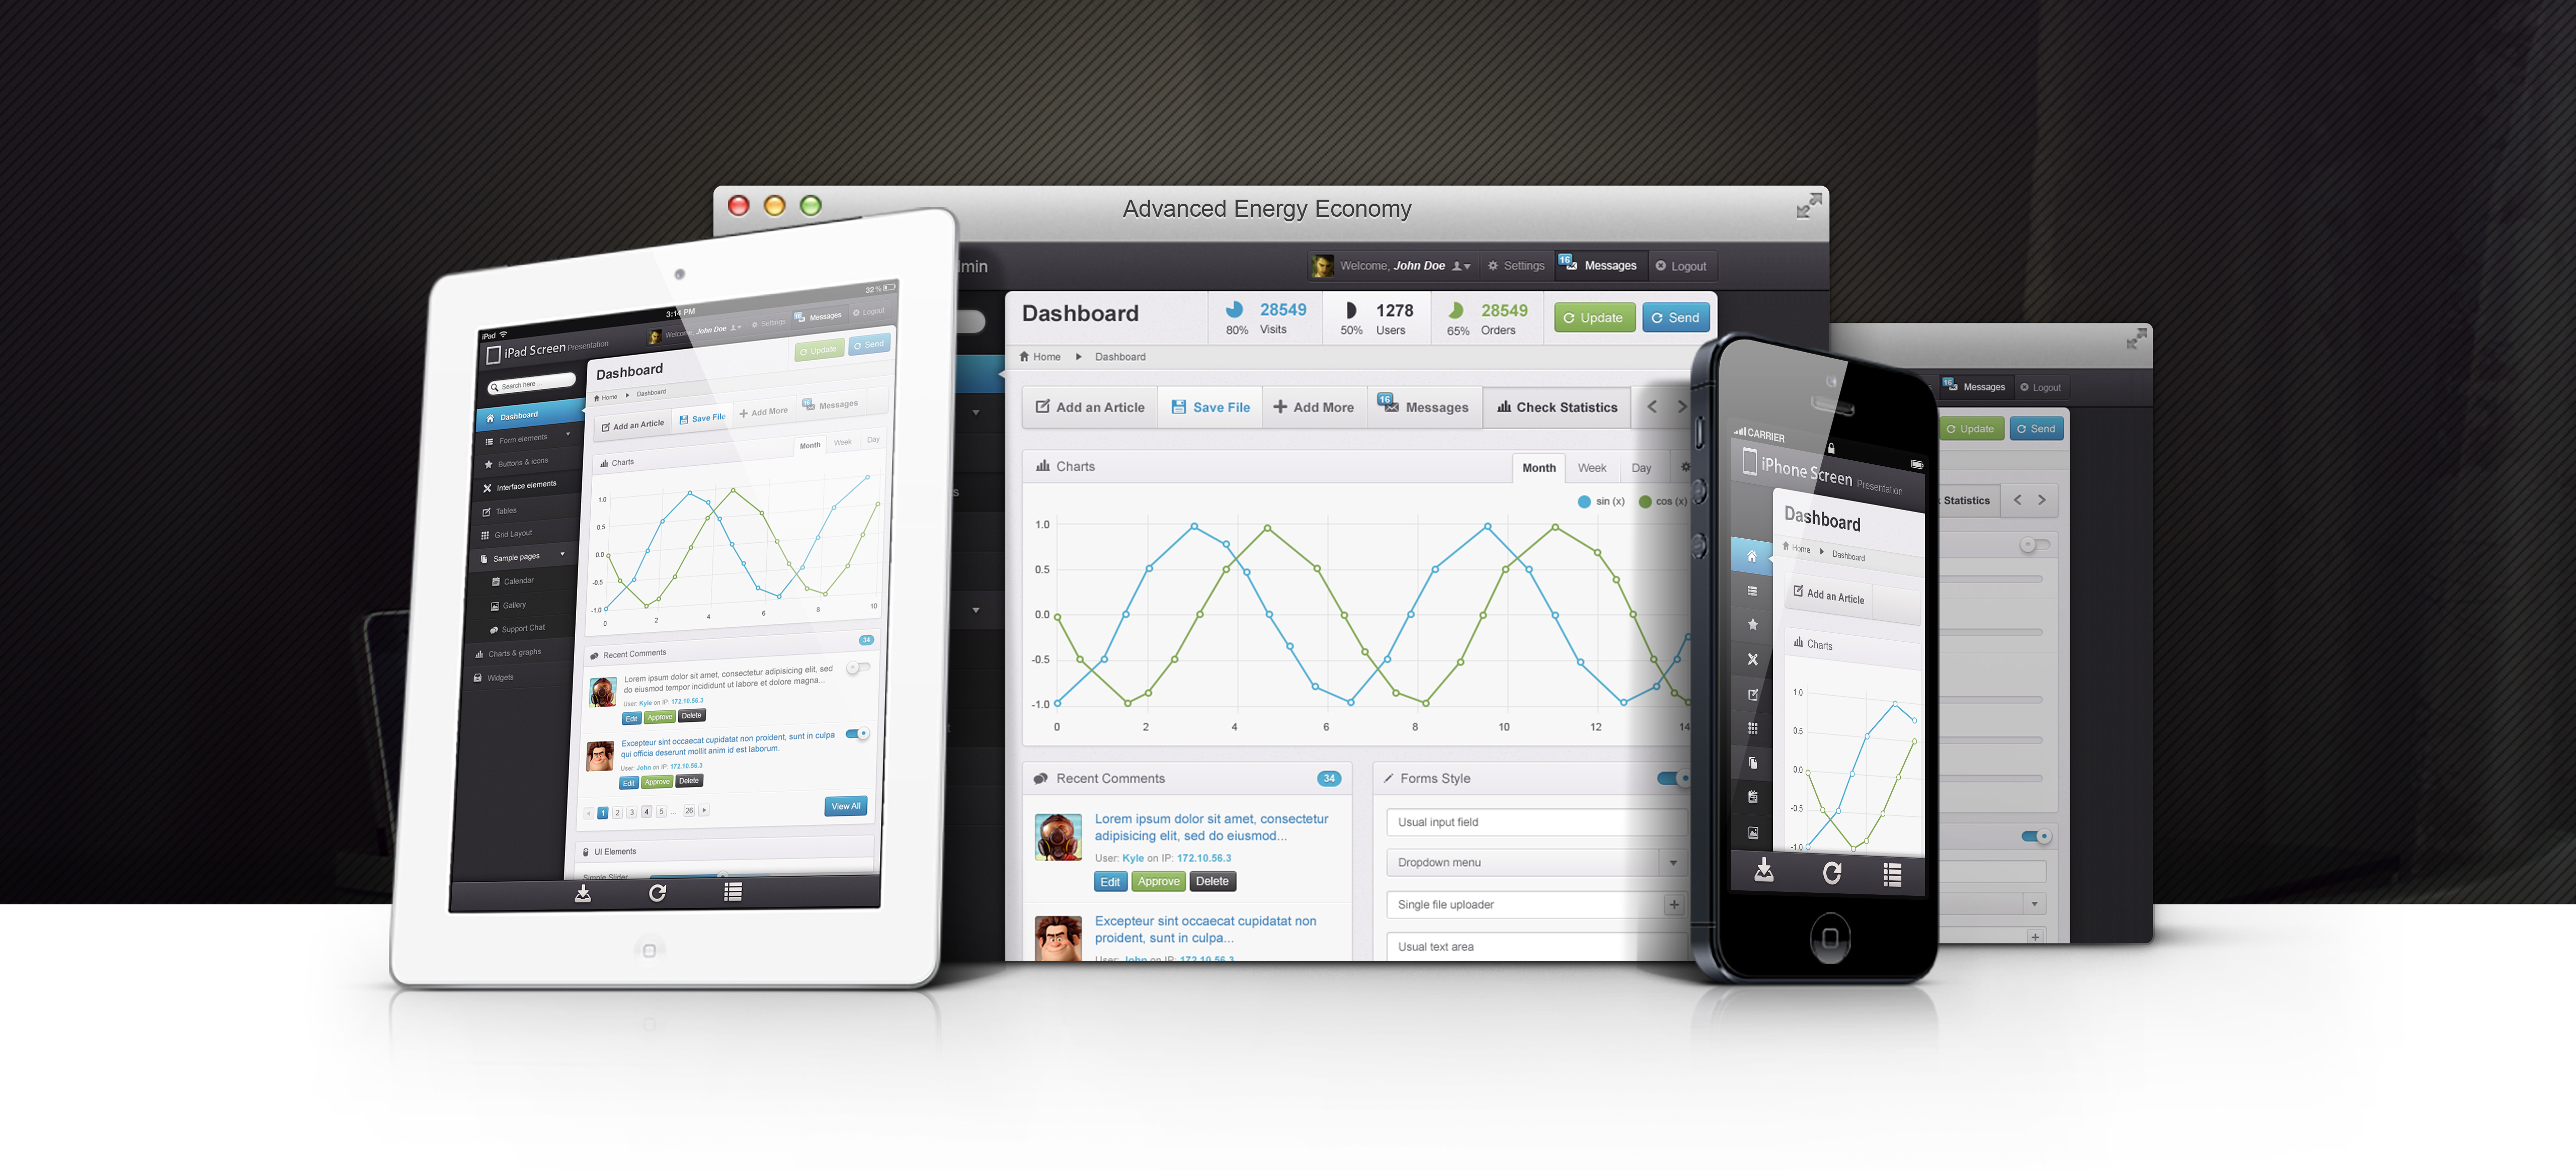 Advanced Energy Economy
Welcome, John Doe
Settings
16
Messages
Logout
Dashboard
28549
80% Visits
1278
50% Users
28549
65% Orders
Update
Send
Home
Dashboard
Add an Article
Save File
Add More
16
Messages
Check Statistics
Charts
Month
Week
Day
sin (x)
cos (x)
1.0
0.5
0.0
-0.5
-1.0
0 2 4 6 8 10 12 14
Recent Comments
34
Lorem ipsum dolor sit amet, consectetur
adipisicing elit, sed do eiusmod...
User: Kyle on IP: 172.10.56.3
Edit
Approve
Delete
Excepteur sint occaecat cupidatat non
proident, sunt in culpa...
User: John on IP: 172.10.56.3
Forms Style
Usual input field
Dropdown menu
Single file uploader
Usual text area
iPad
3:14 PM
32%
iPad Screen Presentation
Welcome, John Doe
Settings
Messages
Logout
Search here ...
Dashboard
Form elements
Buttons & icons
Interface elements
Tables
Grid Layout
Sample pages
Calendar
Gallery
Support Chat
Charts & graphs
Widgets
Dashboard
Update
Send
Home
Dashboard
Add an Article
Save File
Add More
16
Messages
Charts
Month
Week
Day
1.0
0.5
0.0
-0.5
-1.0
0 2 4 6 8 10
Recent Comments
34
Lorem ipsum dolor sit amet, consectetur adipisicing elit, sed
do eiusmod tempor incididunt ut labore et dolore magna...
User: Kyle on IP: 172.10.56.3
Edit
Approve
Delete
Excepteur sint occaecat cupidatat non proident, sunt in culpa
qui officia deserunt mollit anim id est laborum.
User: John on IP: 172.10.56.3
Edit
Approve
Delete
1 2 3 4 5 ... 26
View All
UI Elements
Simple Slider
CARRIER
iPhone Screen Presentation
Dashboard
Home
Dashboard
Add an Article
Charts
1.0
0.5
0.0
-0.5
-1.0
16
Messages
Logout
Update
Send
Statistics